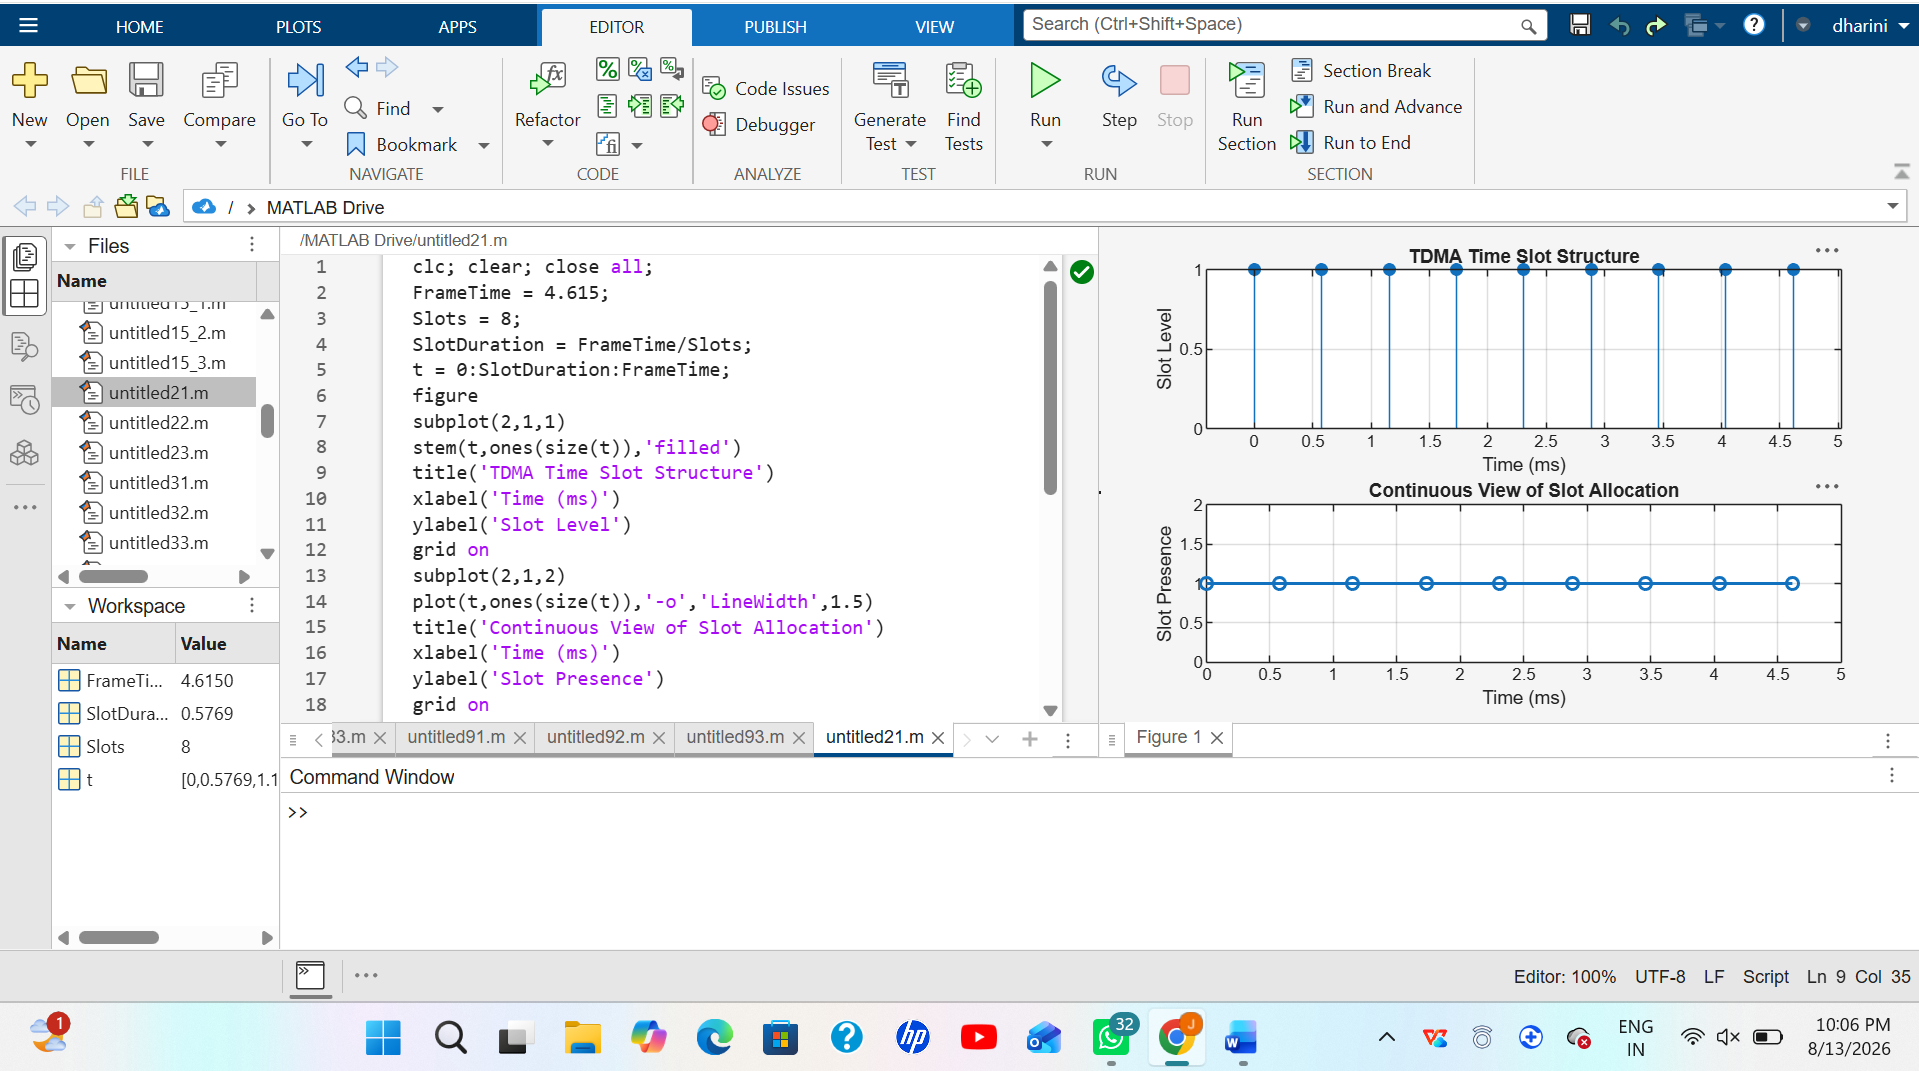 HOME PLOTS APPS EDITOR PUBLISH VIEW Search (Ctrl+Shift+Space) dharini
New Open Save Compare
FILE
Go To Find Bookmark
NAVIGATE
Refactor
CODE
Code Issues
Debugger
ANALYZE
Generate Test Find Tests
TEST
Run Step Stop
RUN
Run Section
Section Break
Run and Advance
Run to End
SECTION
/ > MATLAB Drive
Files
Name
untitled15_1.m
untitled15_2.m
untitled15_3.m
untitled21.m
untitled22.m
untitled23.m
untitled31.m
untitled32.m
untitled33.m
Workspace
Name Value
FrameTi... 4.6150
SlotDura... 0.5769
Slots 8
t [0,0.5769,1.1
/MATLAB Drive/untitled21.m
1 clc; clear; close all;
2 FrameTime = 4.615;
3 Slots = 8;
4 SlotDuration = FrameTime/Slots;
5 t = 0:SlotDuration:FrameTime;
6 figure
7 subplot(2,1,1)
8 stem(t,ones(size(t)),'filled')
9 title('TDMA Time Slot Structure')
10 xlabel('Time (ms)')
11 ylabel('Slot Level')
12 grid on
13 subplot(2,1,2)
14 plot(t,ones(size(t)),'-o','LineWidth',1.5)
15 title('Continuous View of Slot Allocation')
16 xlabel('Time (ms)')
17 ylabel('Slot Presence')
18 grid on
33.m untitled91.m untitled92.m untitled93.m untitled21.m
TDMA Time Slot Structure
Slot Level
1
0.5
0
0 0.5 1 1.5 2 2.5 3 3.5 4 4.5 5
Time (ms)
Continuous View of Slot Allocation
Slot Presence
2
1.5
1
0.5
0
0 0.5 1 1.5 2 2.5 3 3.5 4 4.5 5
Time (ms)
Figure 1
Command Window
>>
Editor: 100% UTF-8 LF Script Ln 9 Col 35
1
32
J
ENG
IN
10:06 PM
8/13/2026